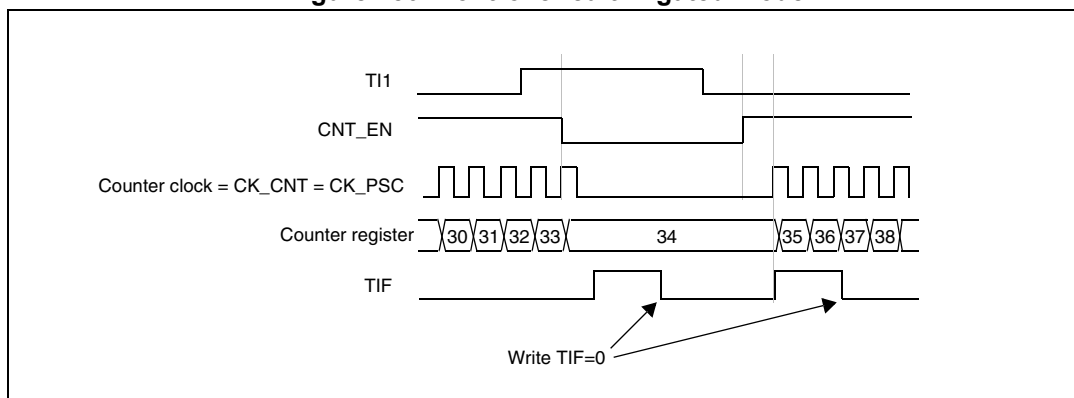 TI1
CNT_EN
Counter clock = CK_CNT = CK_PSC
Counter register 30 31 32 33 34 35 36 37 38
TIF
Write TIF=0